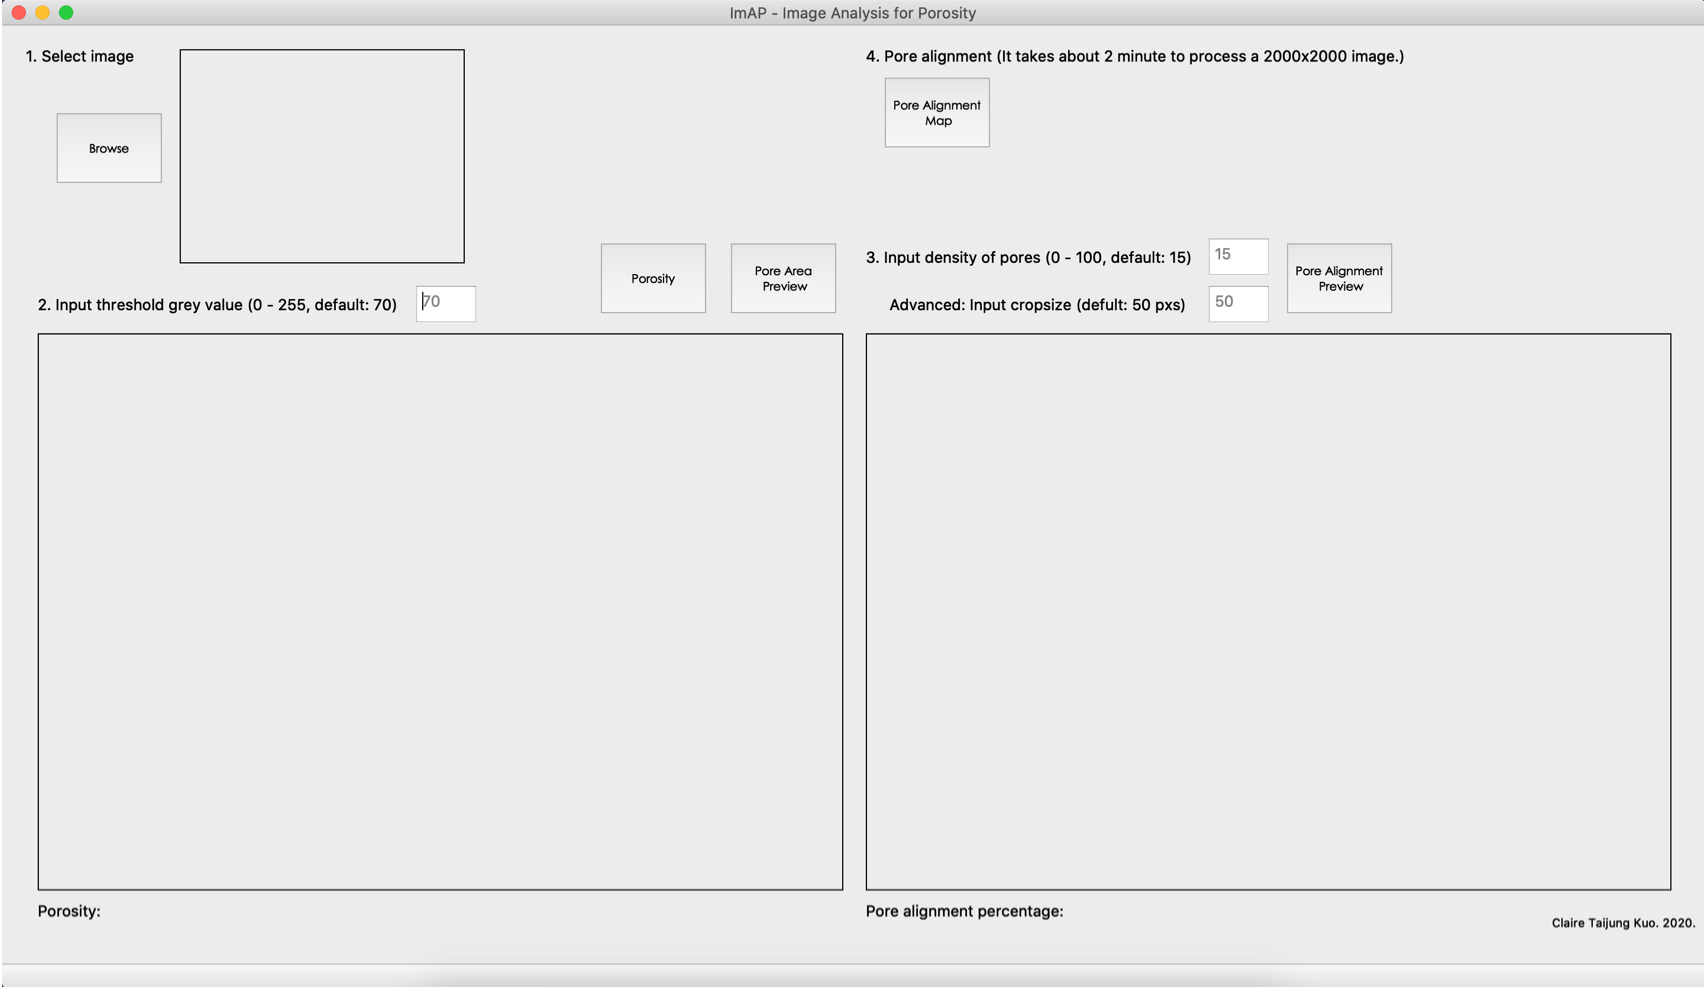 ImAP - Image Analysis for Porosity
1. Select image
Browse
2. Input threshold grey value (0 - 255, default: 70)
70
Porosity
Pore Area
Preview
Porosity:
4. Pore alignment (It takes about 2 minute to process a 2000x2000 image.)
Pore Alignment
Map
3. Input density of pores (0 - 100, default: 15)
15
Advanced: Input cropsize (defult: 50 pxs)
50
Pore Alignment
Preview
Pore alignment percentage:
Claire Taijung Kuo. 2020.